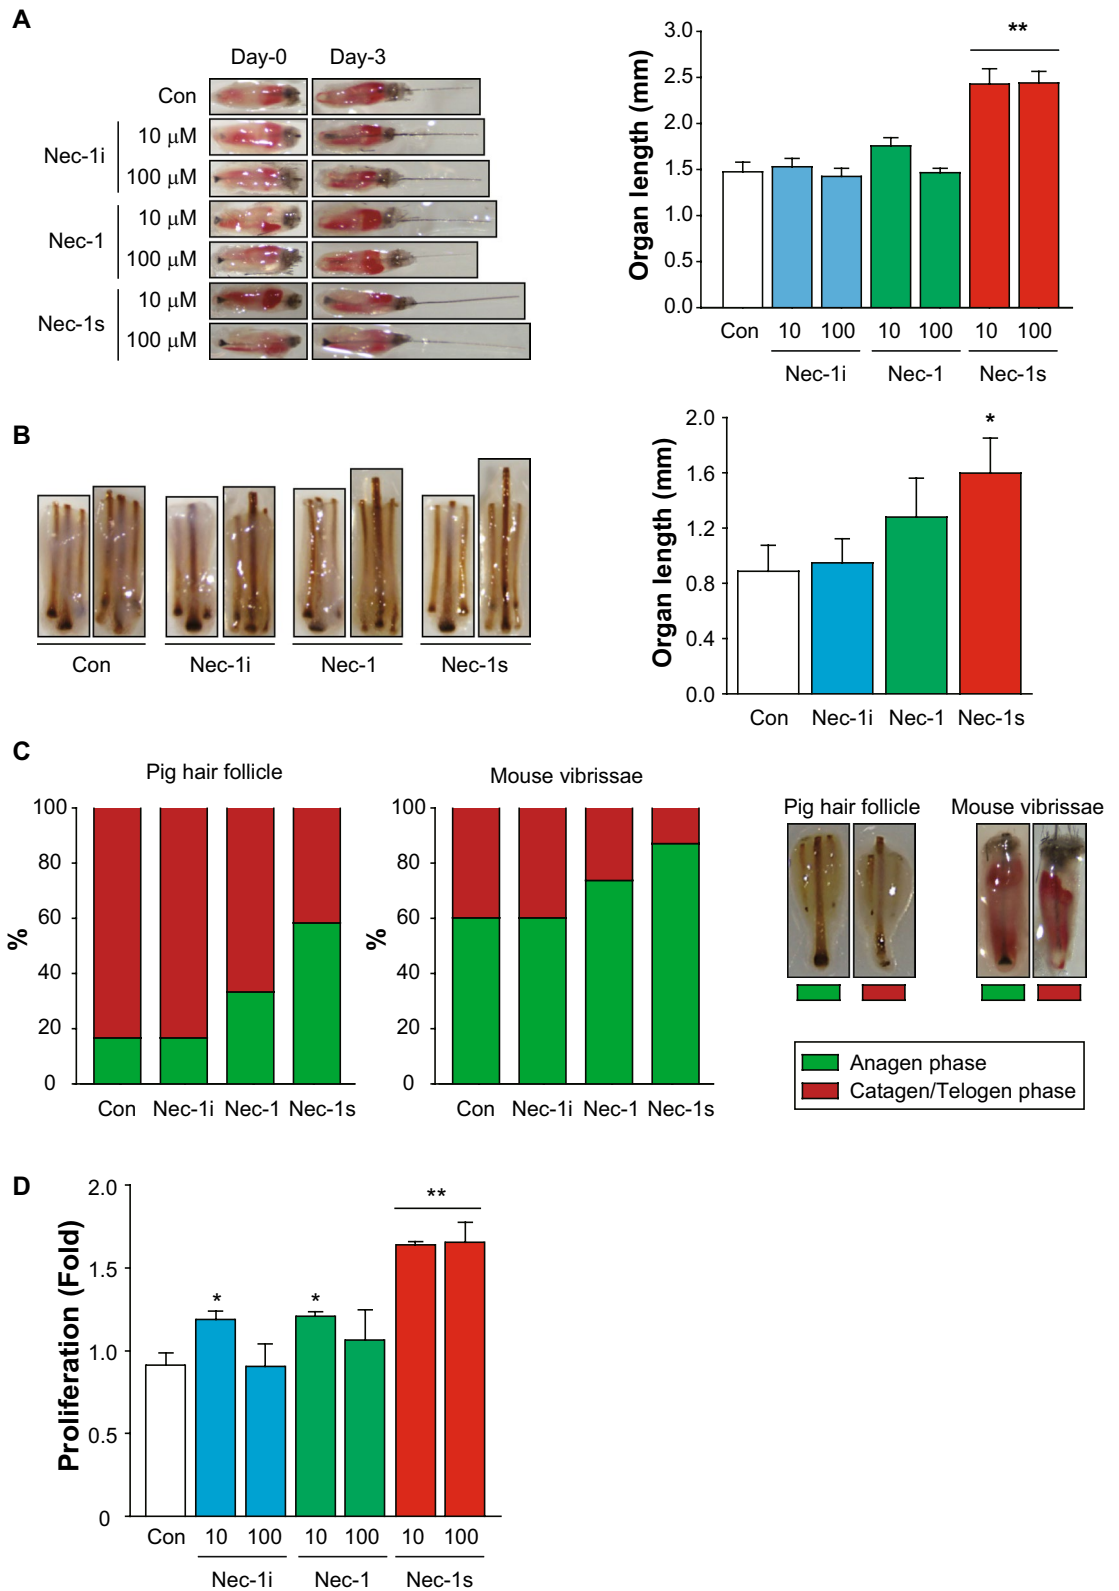 A
Day-0 Day-3
Con
Nec-1i
10 µM
100 µM
Nec-1
10 µM
100 µM
Nec-1s
10 µM
100 µM
Organ length (mm)
3.0
2.5
2.0
1.5
1.0
0.5
0.0
**
Con 10 100 10 100 10 100
Nec-1i Nec-1 Nec-1s
B
Con Nec-1i Nec-1 Nec-1s
Organ length (mm)
2.0
1.6
1.2
0.8
0.4
0.0
*
Con Nec-1i Nec-1 Nec-1s
C
Pig hair follicle
%
100
80
60
40
20
0
Con Nec-1i Nec-1 Nec-1s
Mouse vibrissae
%
100
80
60
40
20
0
Con Nec-1i Nec-1 Nec-1s
Pig hair follicle Mouse vibrissae
Anagen phase
Catagen/Telogen phase
D
Proliferation (Fold)
2.0
1.5
1.0
0.5
0
* * **
Con 10 100 10 100 10 100
Nec-1i Nec-1 Nec-1s